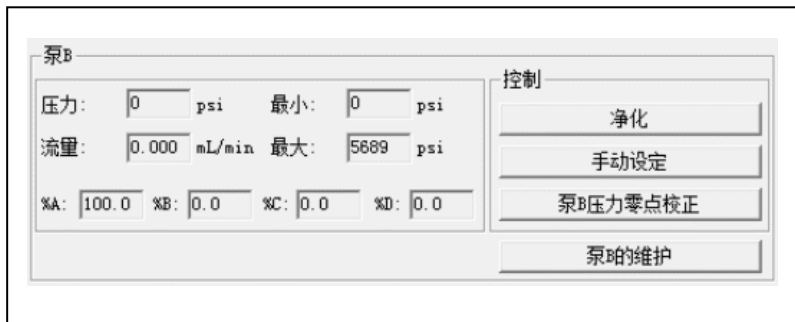 泵B
压力: 0 psi 最小: 0 psi
流量: 0.000 mL/min 最大: 5689 psi
%A: 100.0 %B: 0.0 %C: 0.0 %D: 0.0
控制
净化
手动设定
泵B压力零点校正
泵B的维护